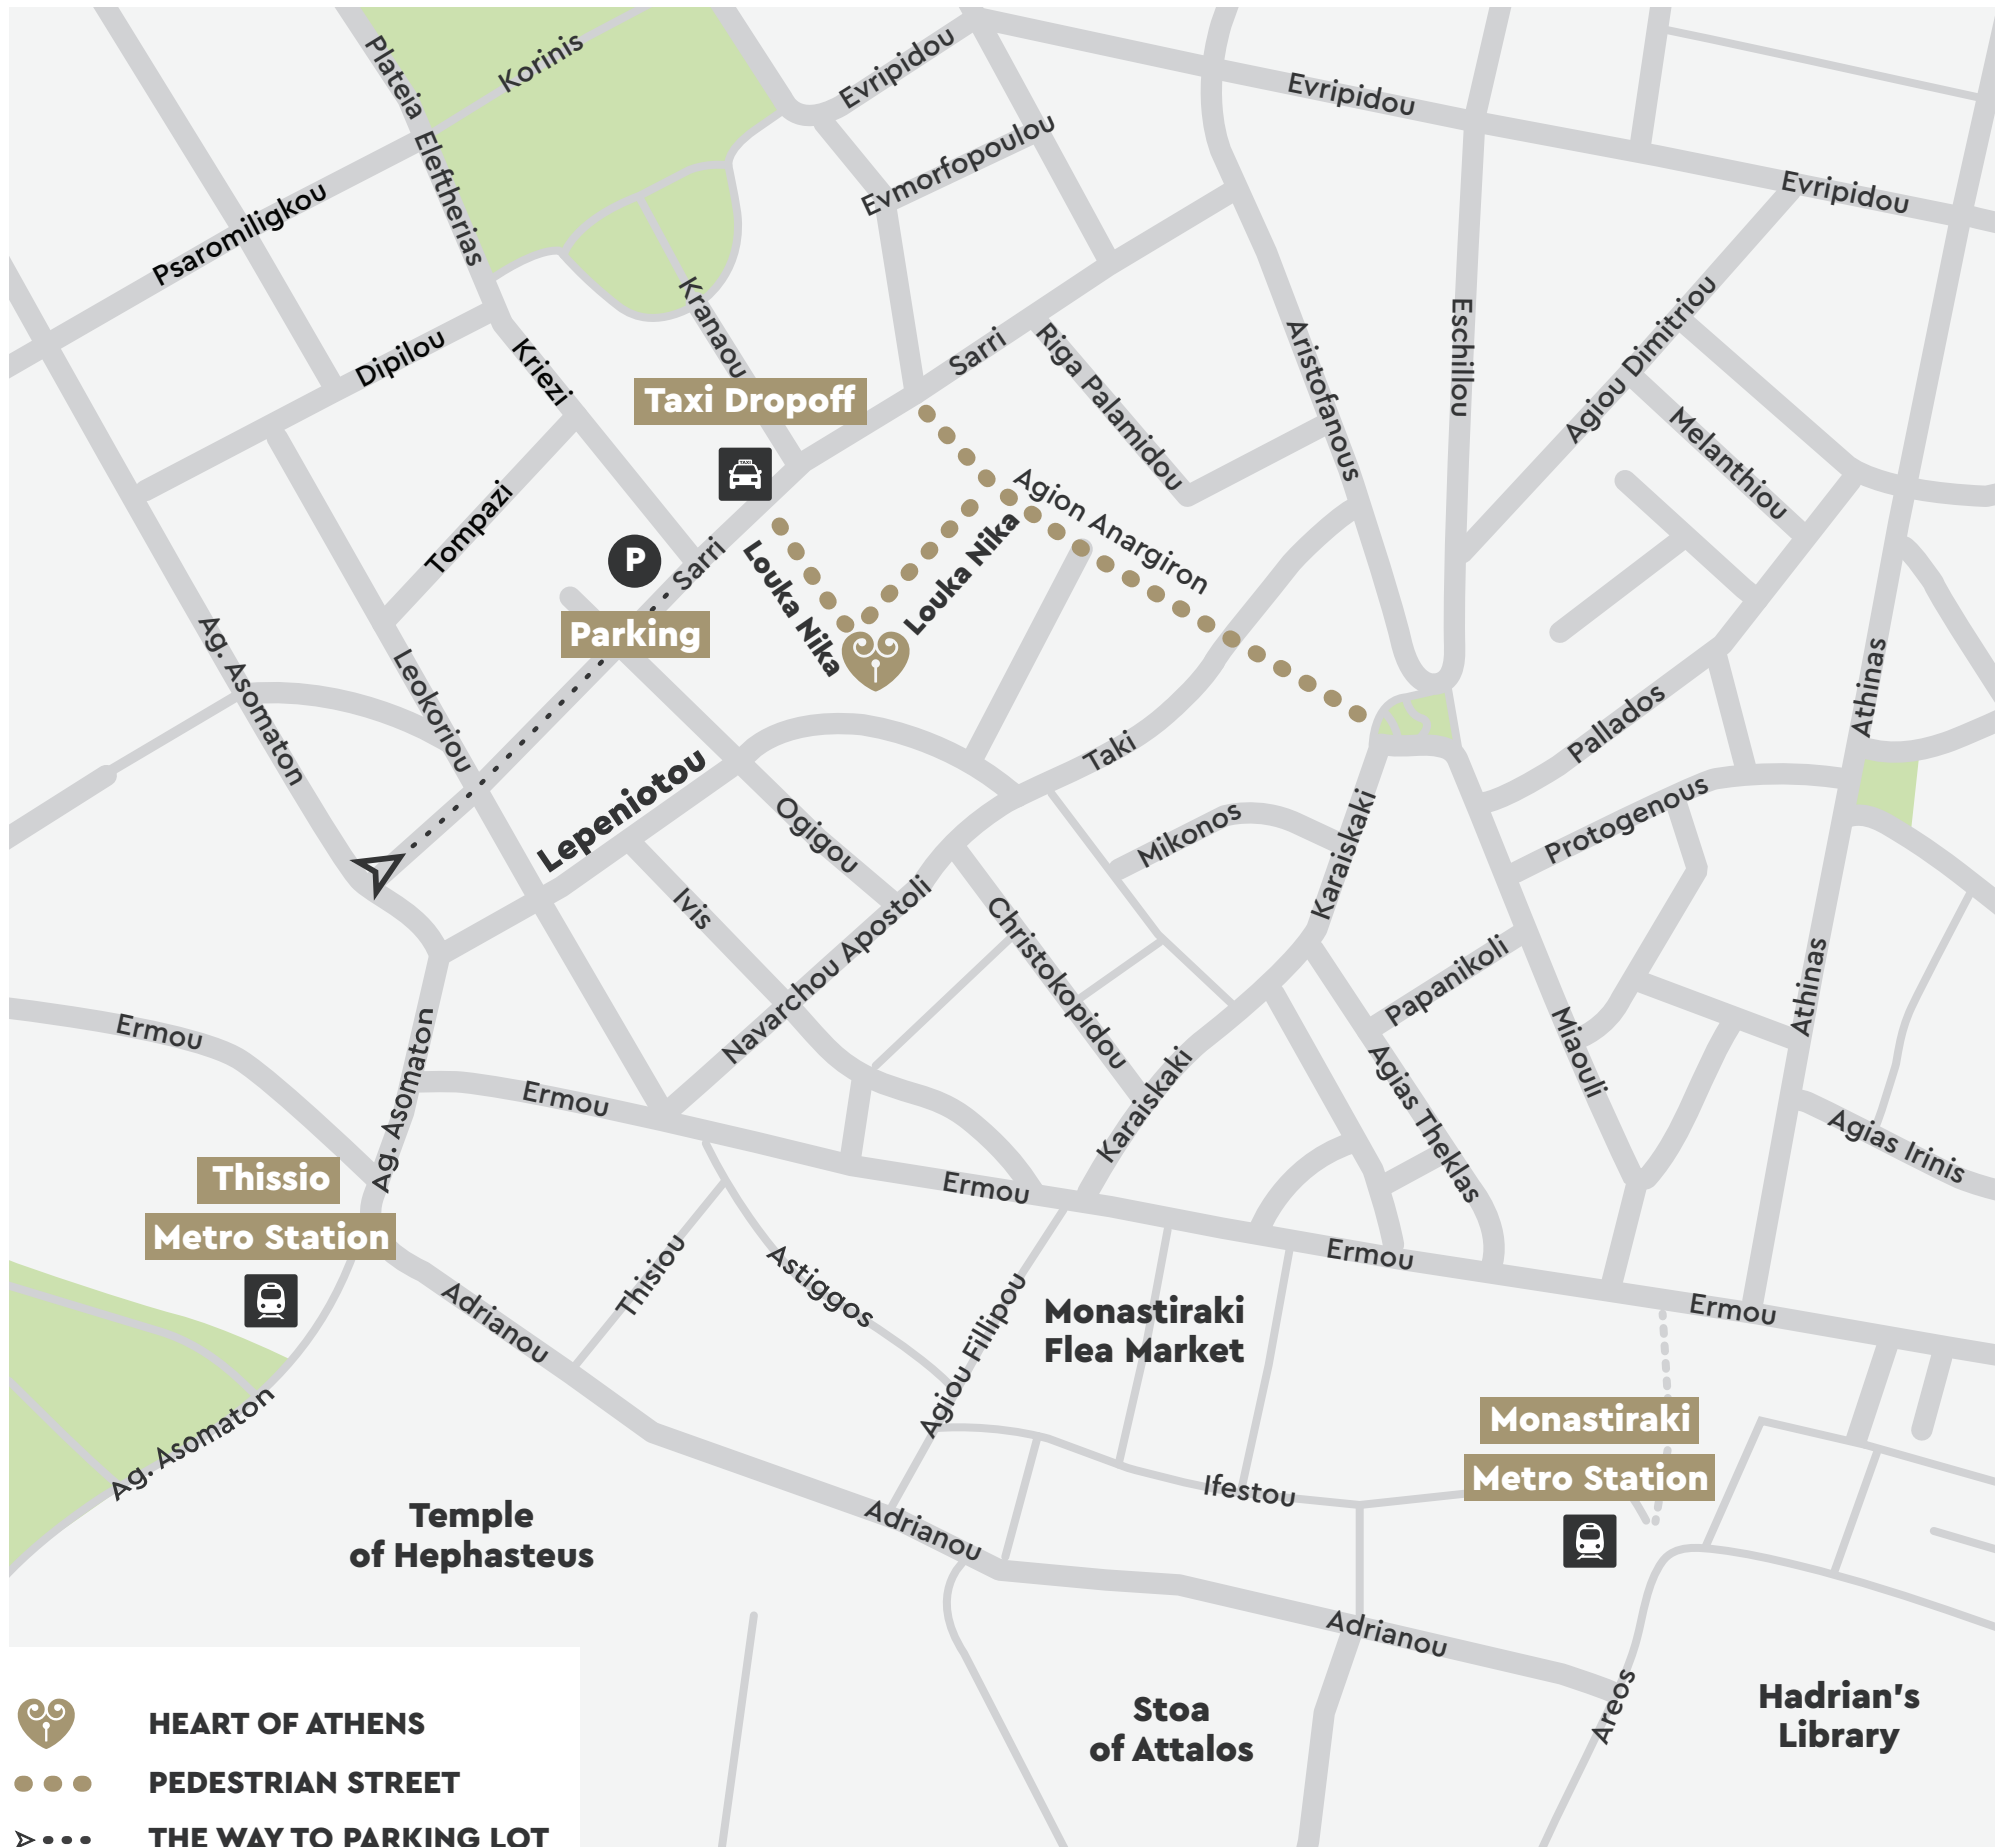 Plateia Eleftherias
Korinis
Evripidou
Evripidou
Evripidou
Evmorfopoulou
Psaromiligkou
Dipilou
Kriezi
Kranaou
Sarri
Riga Palamidou
Aristofanous
Eschillou
Agiou Dimitriou
Melanthiou
Taxi Dropoff
TAXI
Tompazi
P
Parking
Sarri
Louka Nika
Louka Nika
Agion Anargiron
Ag. Asomaton
Leokoriou
Lepeniotou
Ogigou
Taki
Mikonos
Karaiskaki
Pallados
Protogenous
Athinas
Ivis
Navarchou Apostoli
Christokopidou
Papanikoli
Miaouli
Athinas
Ermou
Ag. Asomaton
Ermou
Karaiskaki
Agias Theklas
Agias Irinis
Thissio
Metro Station
Ermou
Ermou
Ermou
Adrianou
Thisiou
Astiggos
Agiou Fillipou
Monastiraki
Flea Market
Ag. Asomaton
Monastiraki
Metro Station
Ifestou
Temple
of Hephasteus
Adrianou
Adrianou
Areos
Stoa
of Attalos
Hadrian's
Library
HEART OF ATHENS
PEDESTRIAN STREET
THE WAY TO PARKING LOT